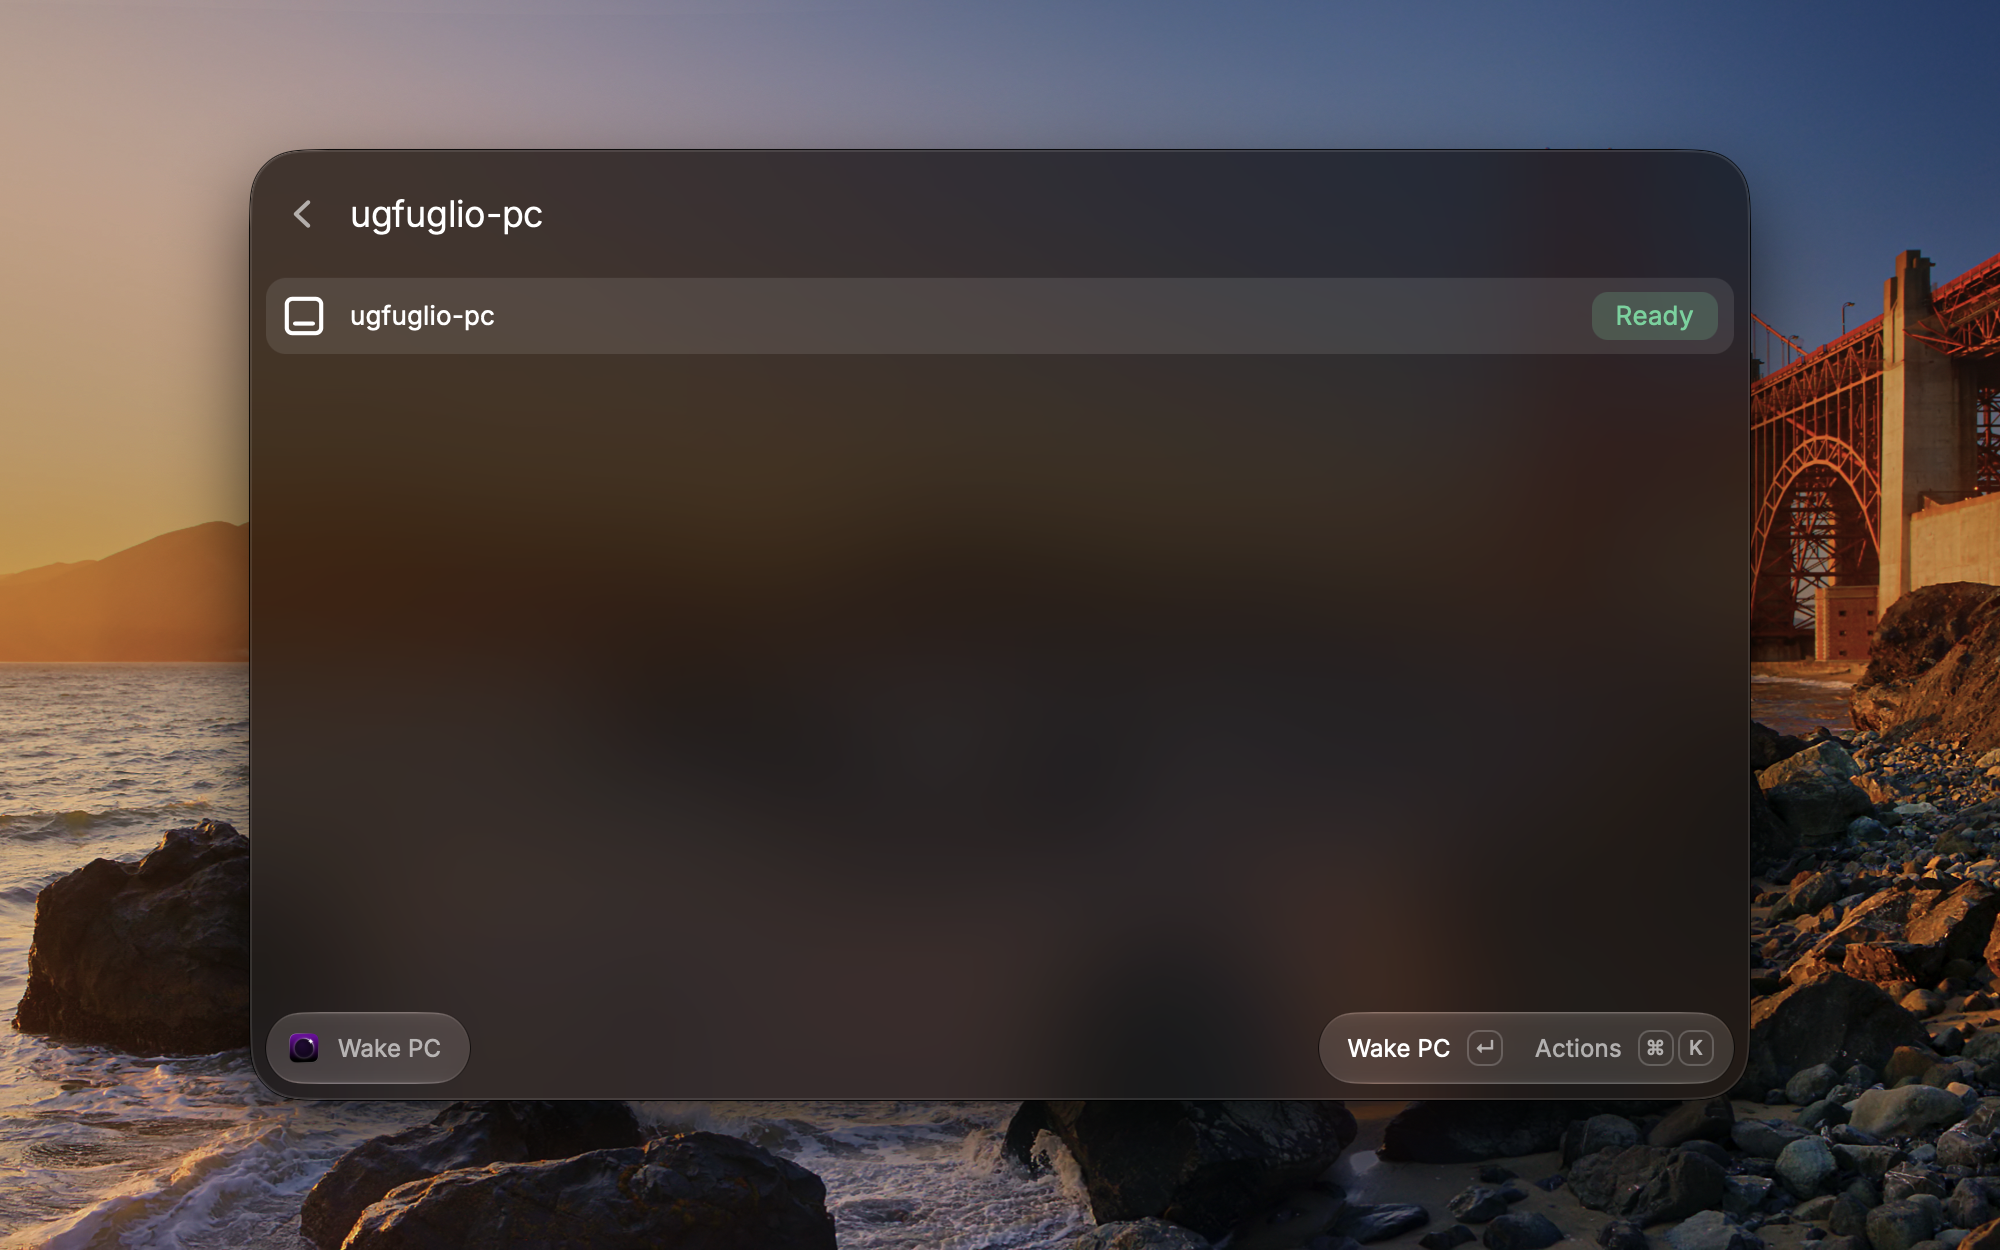 ugfuglio-pc
ugfuglio-pc Ready
Wake PC
Wake PC ↵ Actions ⌘ K